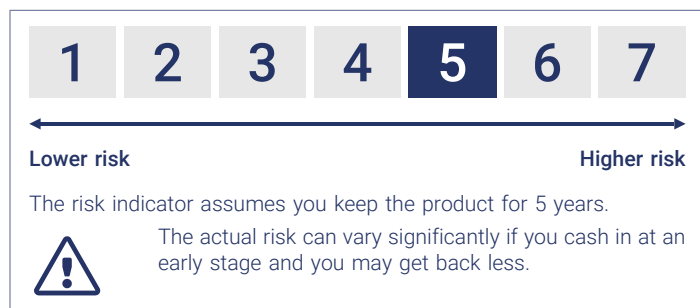 1 2 3 4 5 6 7
Lower risk Higher risk
The risk indicator assumes you keep the product for 5 years.
The actual risk can vary significantly if you cash in at an
early stage and you may get back less.